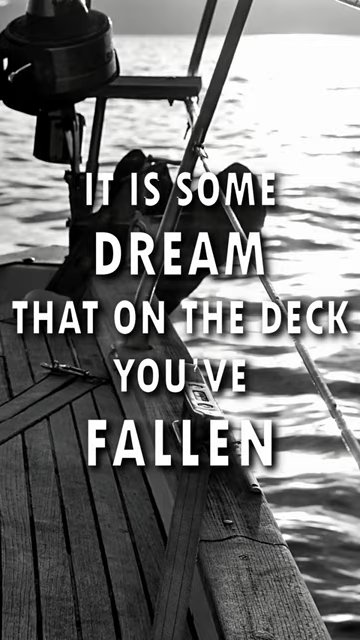 IT IS SOME
DREAM
THAT ON THE DECK
YOU'VE
FALLEN